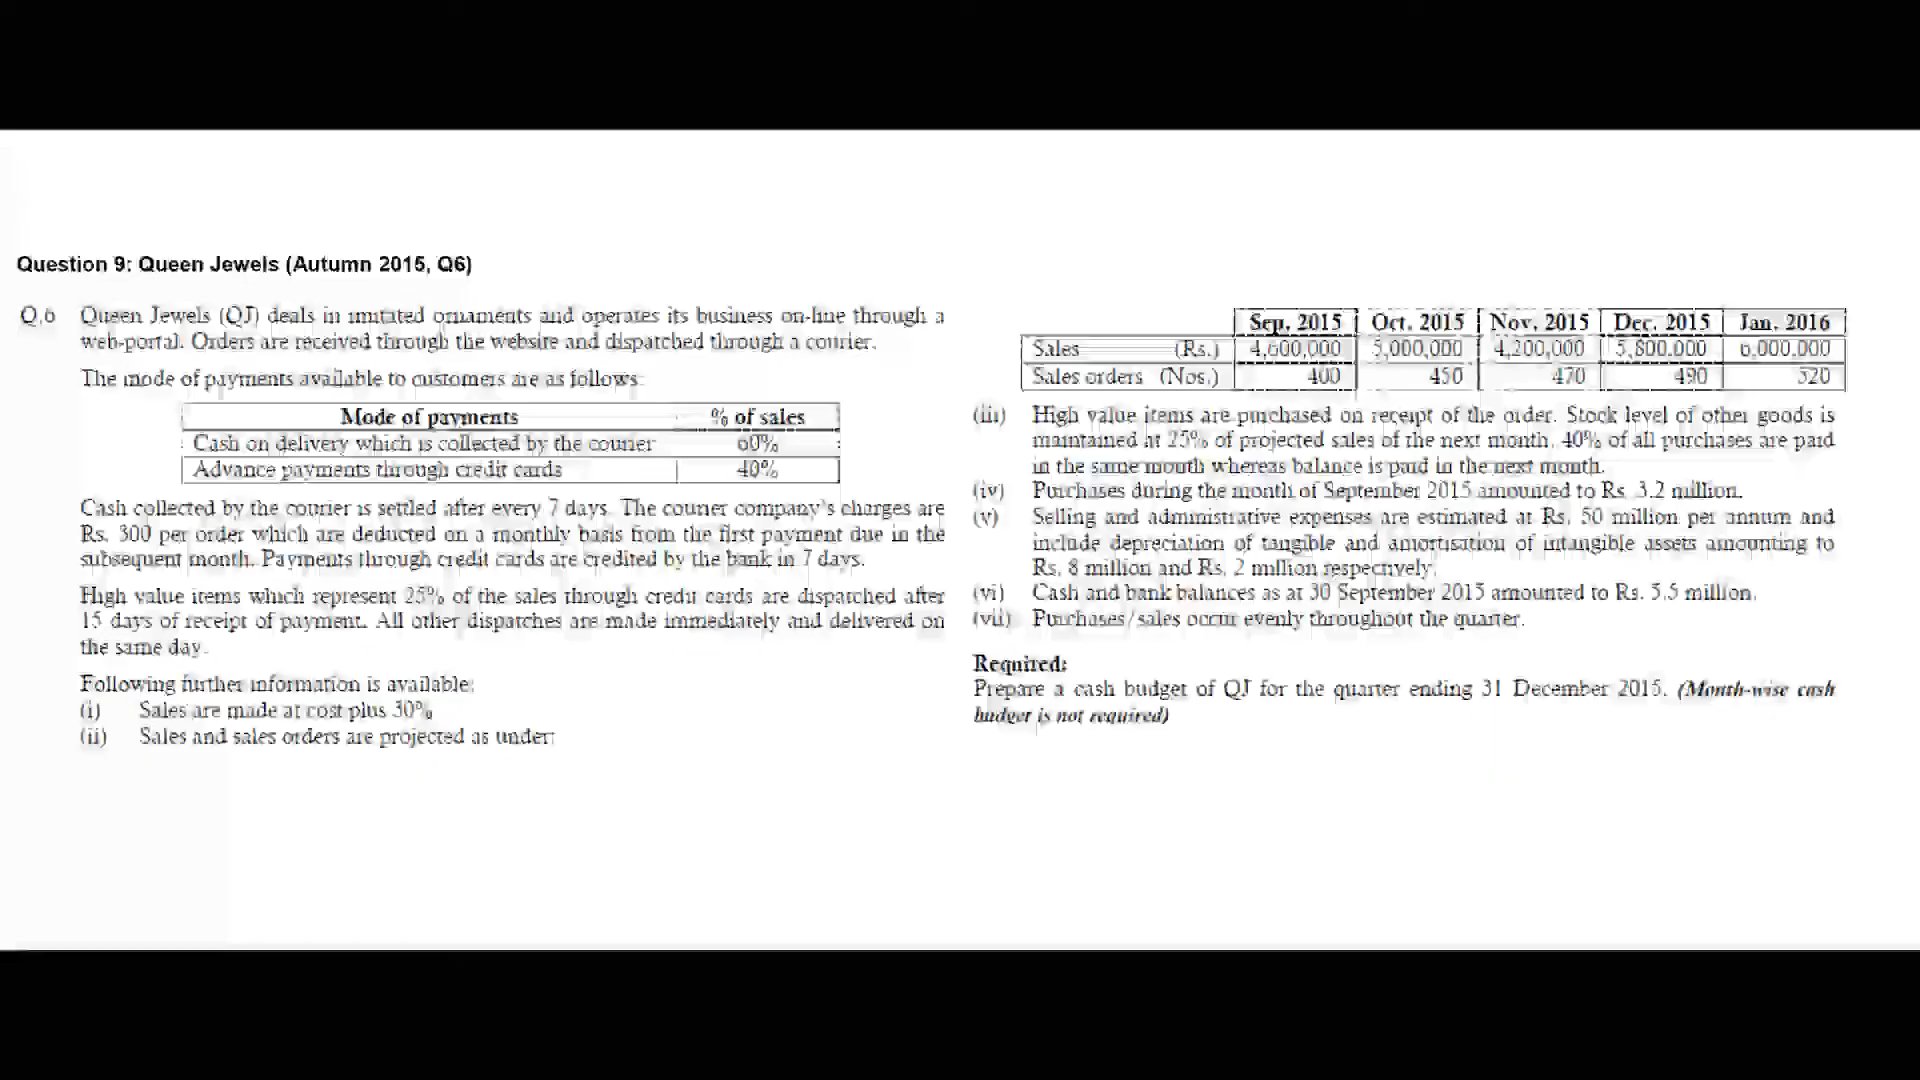 Question 9: Queen Jewels (Autumn 2015, Q6)
Q.6 Queen Jewels (QJ) deals in imitated ornaments and operates its business on-line through a
web-portal. Orders are received through the website and dispatched through a courier.
The mode of payments available to customers are as follows:
Mode of payments % of sales
Cash on delivery which is collected by the courier 60%
Advance payments through credit cards 40%
Cash collected by the courier is settled after every 7 days. The courier company's charges are
Rs. 300 per order which are deducted on a monthly basis from the first payment due in the
subsequent month. Payments through credit cards are credited by the bank in 7 days.
High value items which represent 25% of the sales through credit cards are dispatched after
15 days of receipt of payment. All other dispatches are made immediately and delivered on
the same day.
Following further information is available:
(i) Sales are made at cost plus 30%
(ii) Sales and sales orders are projected as under:
Sep. 2015 Oct. 2015 Nov. 2015 Dec. 2015 Jan. 2016
Sales (Rs.) 4,600,000 5,000,000 4,200,000 5,800,000 6,000,000
Sales orders (Nos.) 400 450 470 490 520
(iii) High value items are purchased on receipt of the order. Stock level of other goods is
maintained at 25% of projected sales of the next month. 40% of all purchases are paid
in the same month whereas balance is paid in the next month.
(iv) Purchases during the month of September 2015 amounted to Rs. 3.2 million.
(v) Selling and administrative expenses are estimated at Rs. 50 million per annum and
include depreciation of tangible and amortisation of intangible assets amounting to
Rs. 8 million and Rs. 2 million respectively.
(vi) Cash and bank balances as at 30 September 2015 amounted to Rs. 5.5 million.
(vii) Purchases/sales occur evenly throughout the quarter.
Required:
Prepare a cash budget of QJ for the quarter ending 31 December 2015. (Month-wise cash
budget is not required)